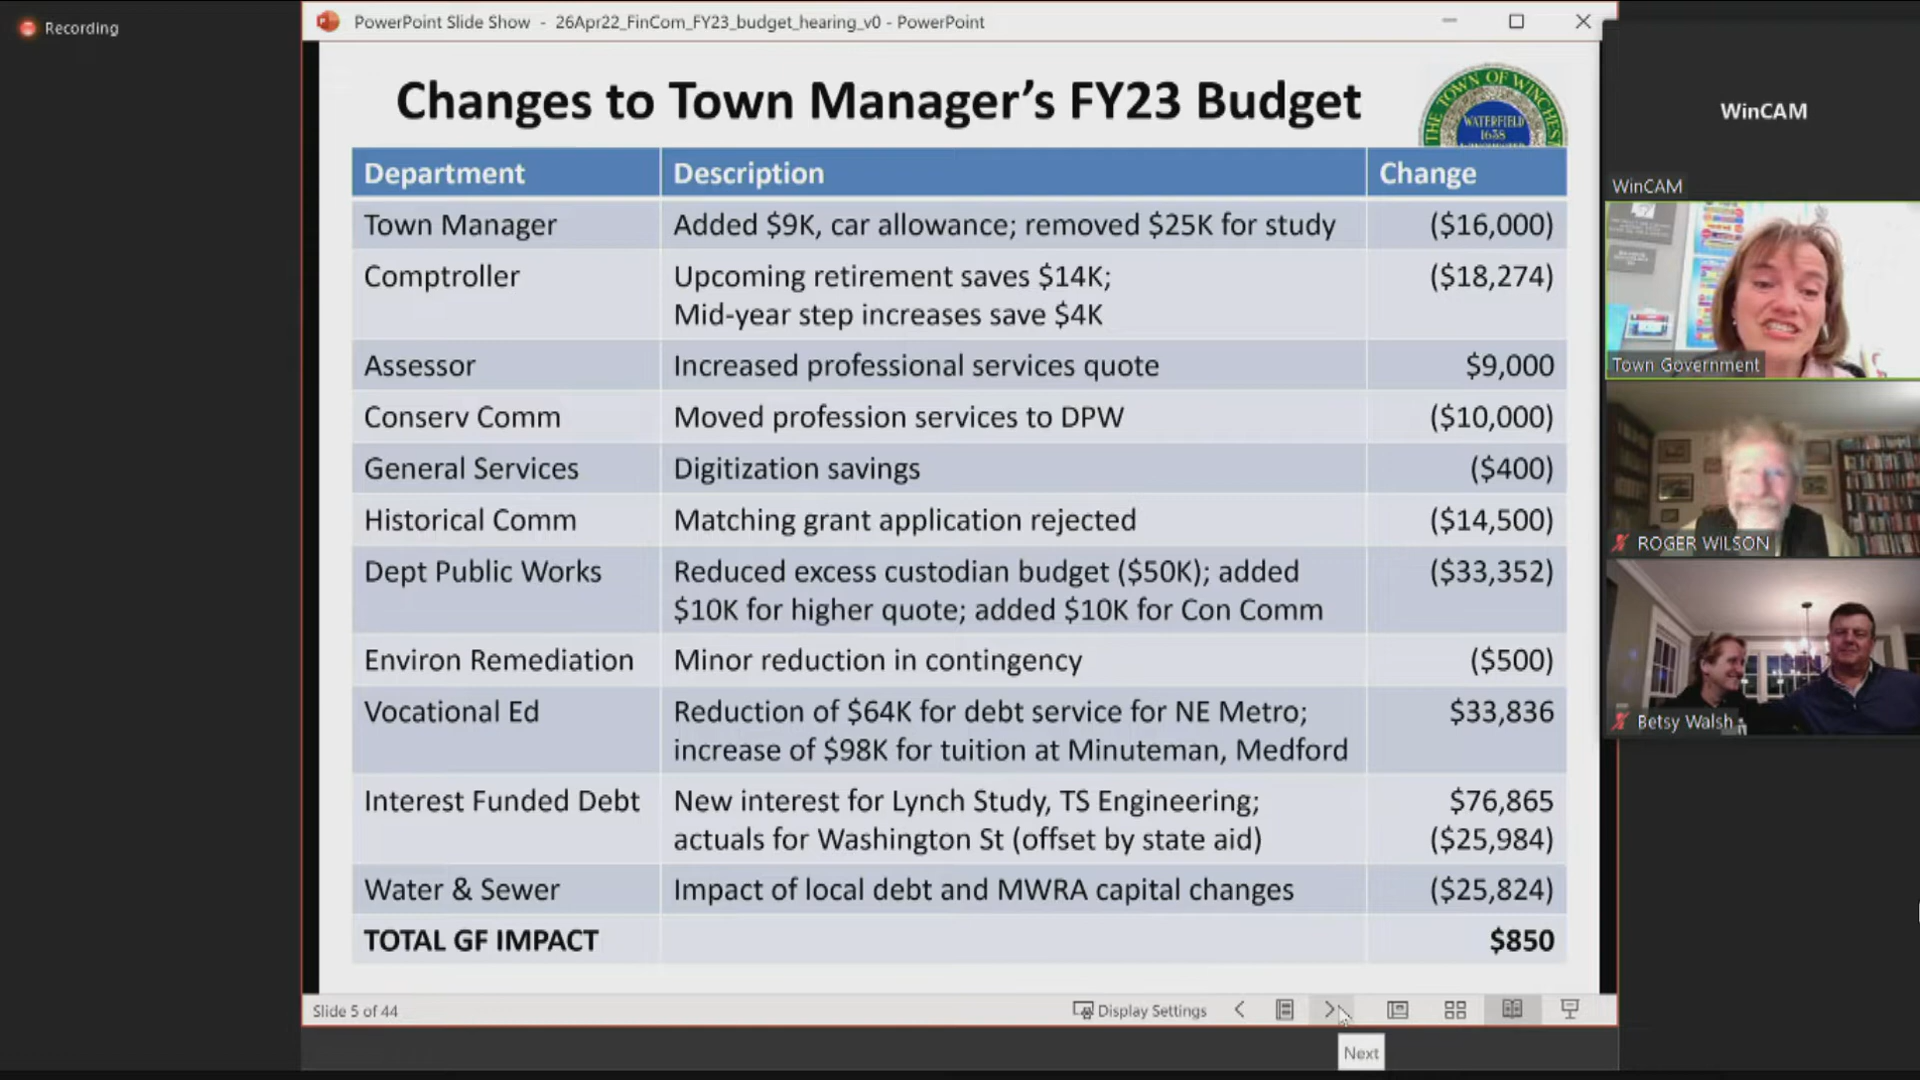 Recording
PowerPoint Slide Show - 26Apr22_FinCom_FY23_budget_hearing_v0 - PowerPoint
Changes to Town Manager's FY23 Budget
THE TOWN OF WINCHEST
WATERFIELD
1638
Department Description Change
Town Manager Added $9K, car allowance; removed $25K for study ($16,000)
Comptroller Upcoming retirement saves $14K; ($18,274)
Mid-year step increases save $4K
Assessor Increased professional services quote $9,000
Conserv Comm Moved profession services to DPW ($10,000)
General Services Digitization savings ($400)
Historical Comm Matching grant application rejected ($14,500)
Dept Public Works Reduced excess custodian budget ($50K); added ($33,352)
$10K for higher quote; added $10K for Con Comm
Environ Remediation Minor reduction in contingency ($500)
Vocational Ed Reduction of $64K for debt service for NE Metro; $33,836
increase of $98K for tuition at Minuteman, Medford
Interest Funded Debt New interest for Lynch Study, TS Engineering; $76,865
actuals for Washington St (offset by state aid) ($25,984)
Water & Sewer Impact of local debt and MWRA capital changes ($25,824)
TOTAL GF IMPACT $850
Slide 5 of 44
Display Settings
Next
WinCAM
WinCAM
Town Government
ROGER WILSON
Betsy Walsh